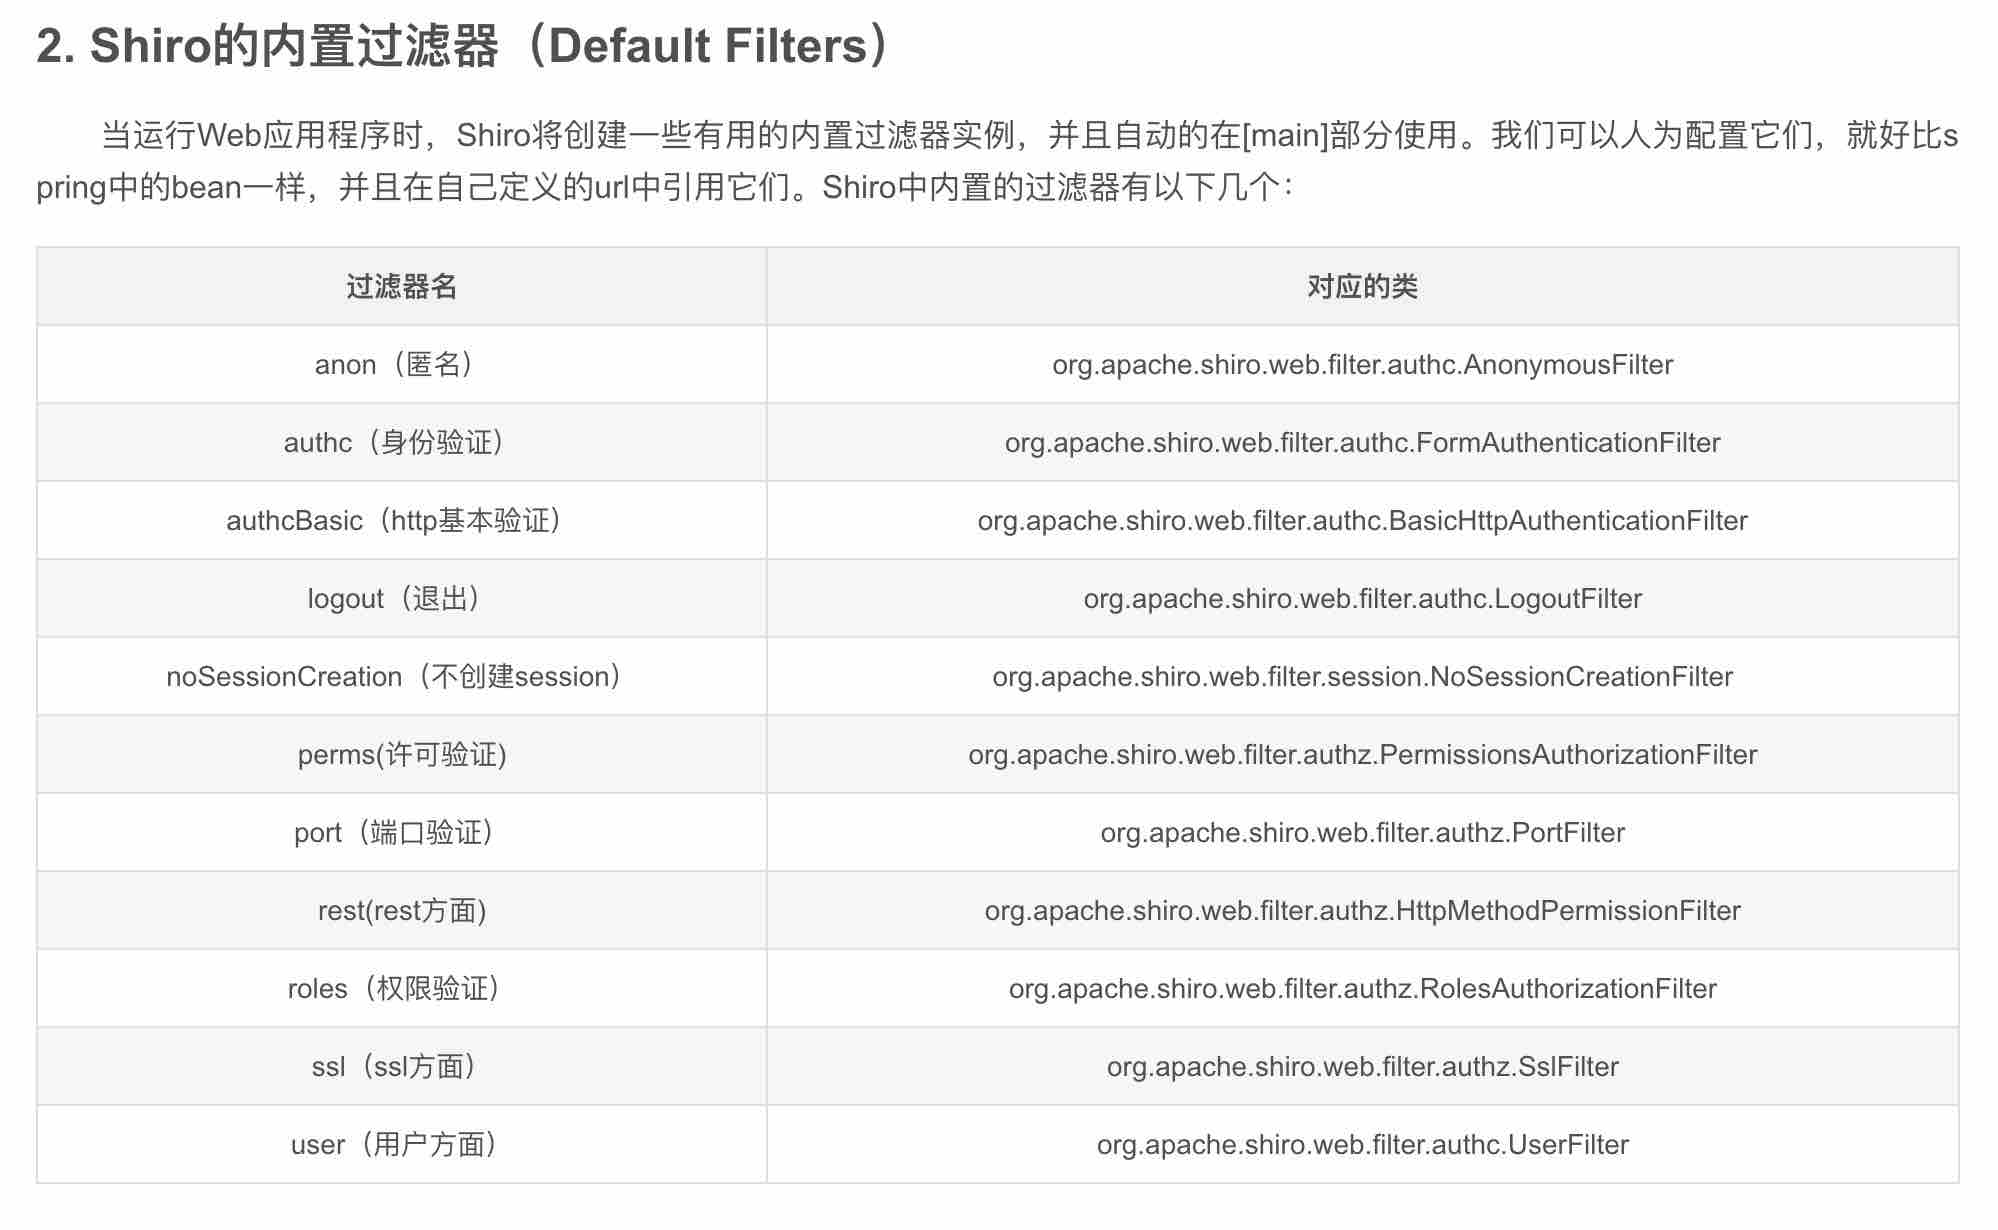 2. Shiro的内置过滤器（Default Filters）
当运行Web应用程序时，Shiro将创建一些有用的内置过滤器实例，并且自动的在[main]部分使用。我们可以人为配置它们，就好比s
pring中的bean一样，并且在自己定义的url中引用它们。Shiro中内置的过滤器有以下几个：
过滤器名 对应的类
anon（匿名） org.apache.shiro.web.filter.authc.AnonymousFilter
authc（身份验证） org.apache.shiro.web.filter.authc.FormAuthenticationFilter
authcBasic（http基本验证） org.apache.shiro.web.filter.authc.BasicHttpAuthenticationFilter
logout（退出） org.apache.shiro.web.filter.authc.LogoutFilter
noSessionCreation（不创建session） org.apache.shiro.web.filter.session.NoSessionCreationFilter
perms(许可验证) org.apache.shiro.web.filter.authz.PermissionsAuthorizationFilter
port（端口验证） org.apache.shiro.web.filter.authz.PortFilter
rest(rest方面) org.apache.shiro.web.filter.authz.HttpMethodPermissionFilter
roles（权限验证） org.apache.shiro.web.filter.authz.RolesAuthorizationFilter
ssl（ssl方面） org.apache.shiro.web.filter.authz.SslFilter
user（用户方面） org.apache.shiro.web.filter.authc.UserFilter